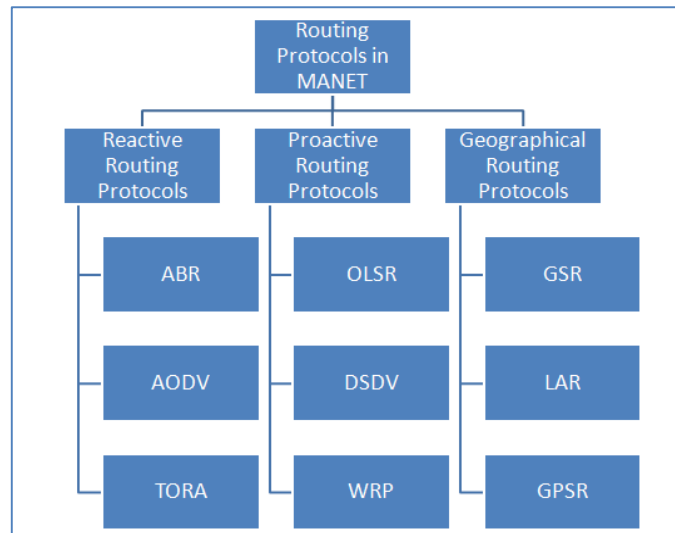 Routing
Protocols in
MANET
Reactive
Routing
Protocols
Proactive
Routing
Protocols
Geographical
Routing
Protocols
ABR
OLSR
GSR
AODV
DSDV
LAR
TORA
WRP
GPSR